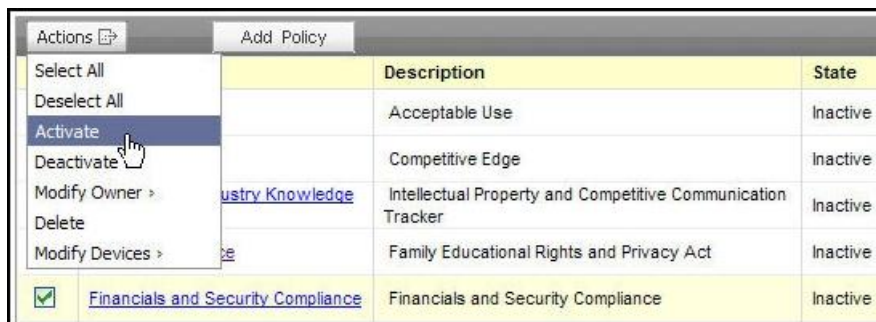 Actions
Add Policy
Select All
Description
State
Deselect All
Acceptable Use
Inactive
Activate
Deactivate
Competitive Edge
Inactive
Modify Owner ›
ustry Knowledge
Intellectual Property and Competitive Communication
Tracker
Inactive
Delete
Modify Devices ›
ce
Family Educational Rights and Privacy Act
Inactive
Financials and Security Compliance
Financials and Security Compliance
Inactive